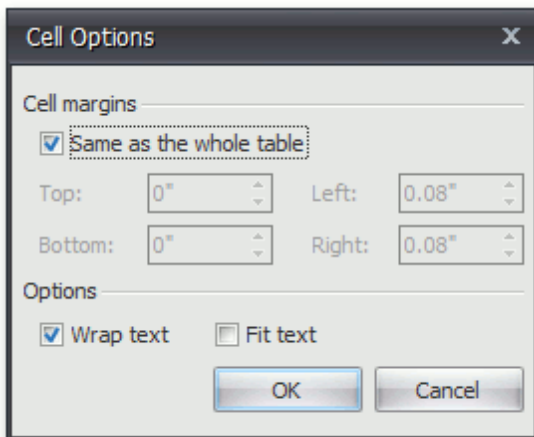 Cell Options x
Cell margins
Same as the whole table
Top: 0" Left: 0.08"
Bottom: 0" Right: 0.08"
Options
Wrap text Fit text
OK Cancel